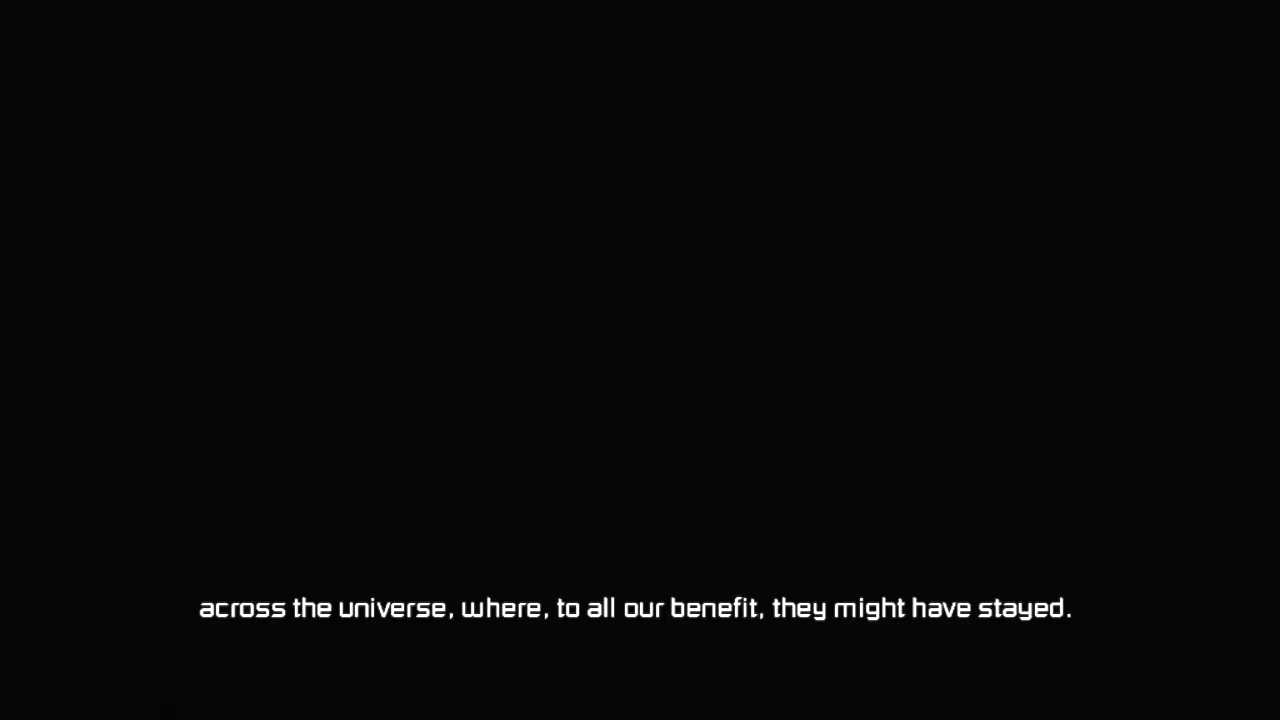 across the universe, where, to all our benefit, they might have stayed.